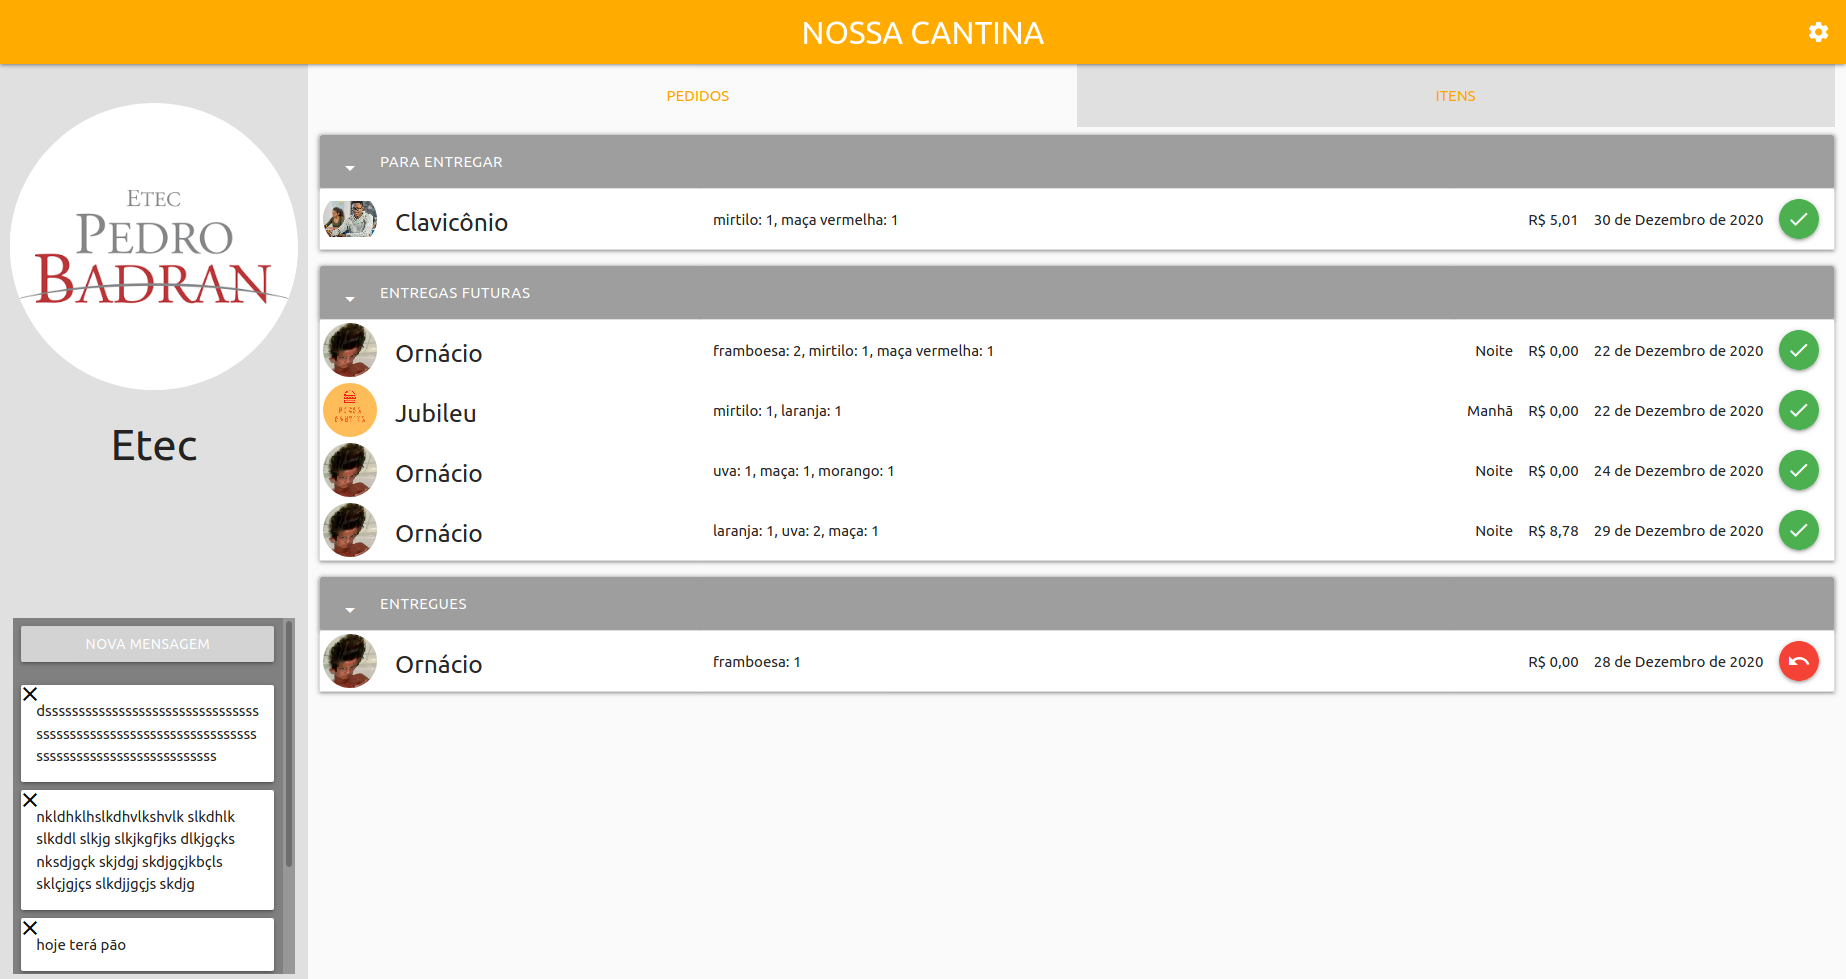 NOSSA CANTINA
ETEC
PEDRO
BADRAN
Etec
NOVA MENSAGEM
hoje terá pão
nkldhklhslkdhvlkshvlk slkdhlk
slkddl slkjg slkjkgfjks dlkjgçks
nksdjgçk skjdgj skdjgçjkbçls
sklçjgjçs slkdjjgçjs skdjg
PEDIDOS
ITENS
PARA ENTREGAR
Clavicônio mirtilo: 1, maça vermelha: 1 R$ 5,01 30 de Dezembro de 2020
ENTREGAS FUTURAS
Ornácio framboesa: 2, mirtilo: 1, maça vermelha: 1 Noite R$ 0,00 22 de Dezembro de 2020
Jubileu mirtilo: 1, laranja: 1 Manhã R$ 0,00 22 de Dezembro de 2020
Ornácio uva: 1, maça: 1, morango: 1 Noite R$ 0,00 24 de Dezembro de 2020
Ornácio laranja: 1, uva: 2, maça: 1 Noite R$ 8,78 29 de Dezembro de 2020
ENTREGUES
Ornácio framboesa: 1 R$ 0,00 28 de Dezembro de 2020